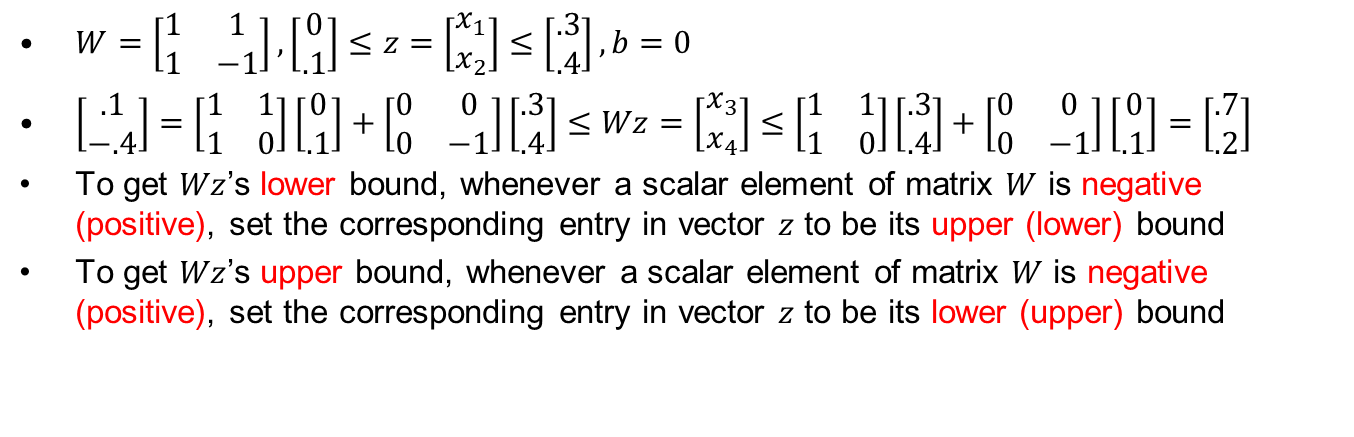 • W = [1 1; 1 −1], [0; .1] ≤ z = [x₁; x₂] ≤ [.3; .4], b = 0
• [.1; −.4] = [1 1; 1 0][0; .1] + [0 0; 0 −1][.3; .4] ≤ Wz = [x₃; x₄] ≤ [1 1; 1 0][.3; .4] + [0 0; 0 −1][0; .1] = [.7; .2]
• To get Wz’s lower bound, whenever a scalar element of matrix W is negative
(positive), set the corresponding entry in vector z to be its upper (lower) bound
• To get Wz’s upper bound, whenever a scalar element of matrix W is negative
(positive), set the corresponding entry in vector z to be its lower (upper) bound